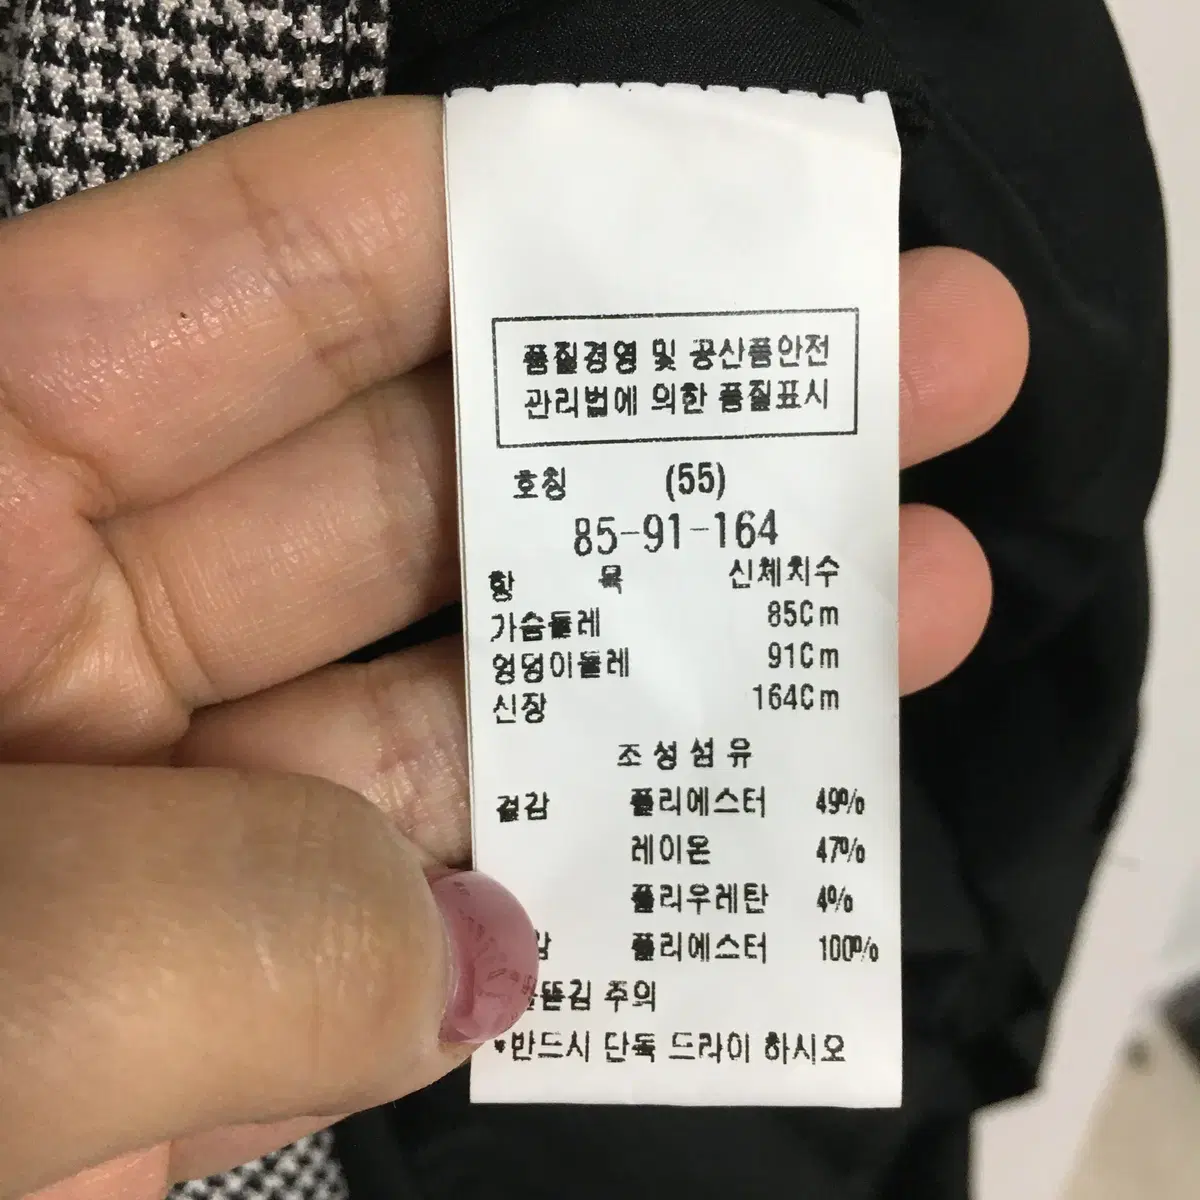 품질경영 및 공산품안전
관리법에 의한 품질표시
호칭 (55)
85-91-164
항 목 신체치수
가슴둘레 85Cm
엉덩이둘레 91Cm
신장 164Cm
조성섬유
겉감 폴리에스터 49%
레이온 47%
폴리우레탄 4%
폴리에스터 100%
주의
*반드시 단독 드라이 하시오